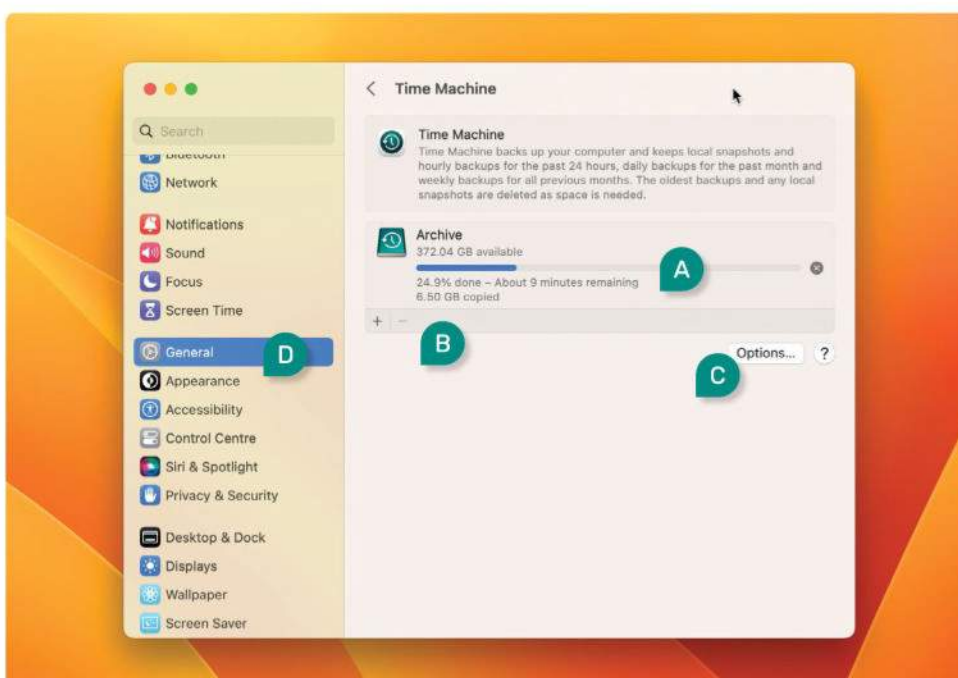 Time Machine
Search
Bluetooth
Network
Notifications
Sound
Focus
Screen Time
General
Appearance
Accessibility
Control Centre
Siri & Spotlight
Privacy & Security
Desktop & Dock
Displays
Wallpaper
Screen Saver
Time Machine
Time Machine backs up your computer and keeps local snapshots and
hourly backups for the past 24 hours, daily backups for the past month and
weekly backups for all previous months. The oldest backups and any local
snapshots are deleted as space is needed.
Archive
372.04 GB available
24.9% done – About 9 minutes remaining
6.50 GB copied
+ −
Options... ?
A
B
C
D